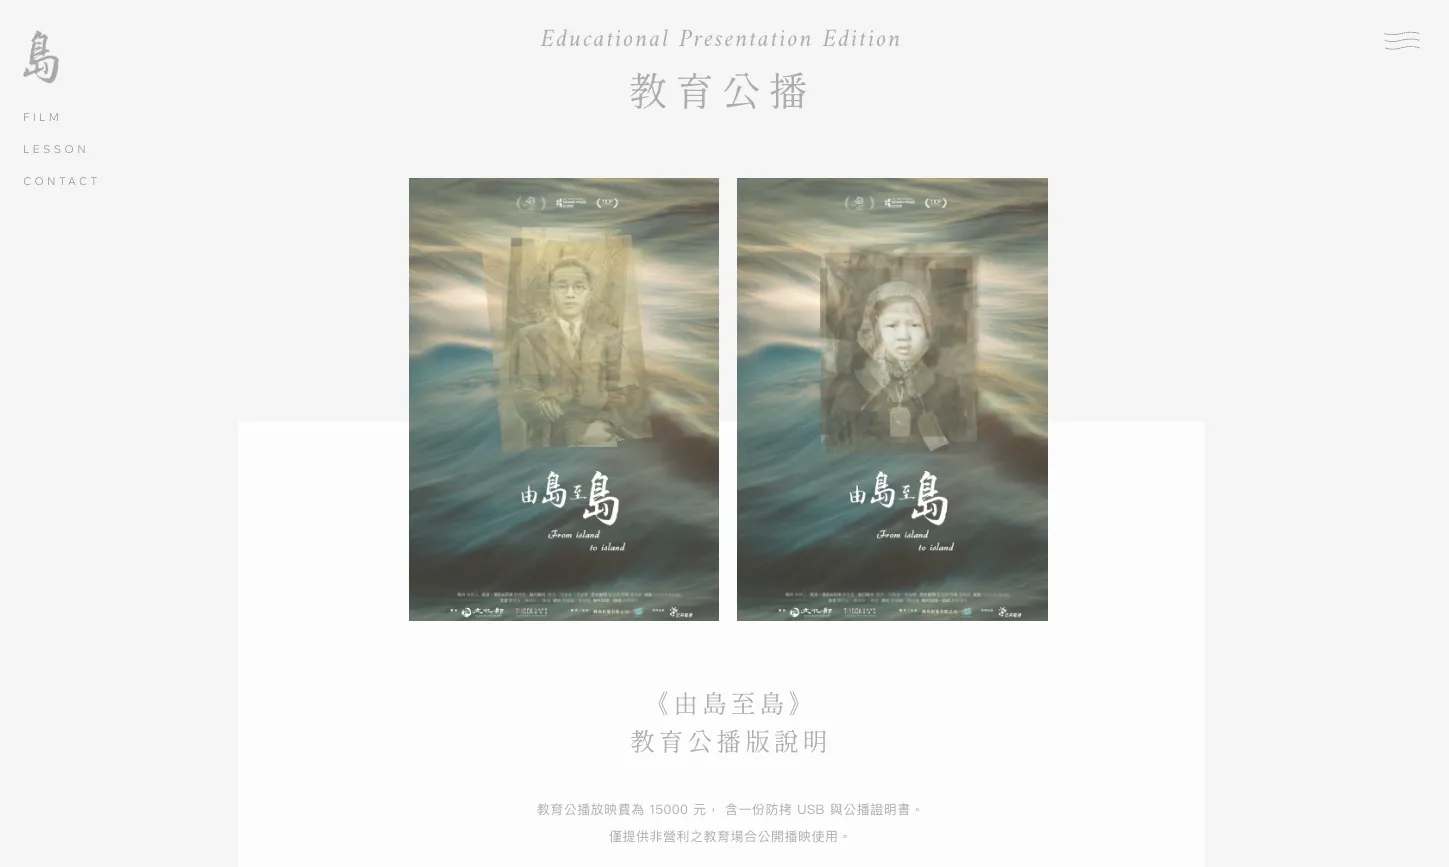 島
Educational Presentation Edition
教育公播
FILM
LESSON
CONTACT
由島至島
From island
to island
由島至島
From island
to island
《由島至島》
教育公播版說明
教育公播放映費為 15000 元， 含一份防拷 USB 與公播證明書。
僅提供非營利之教育場合公開播映使用。